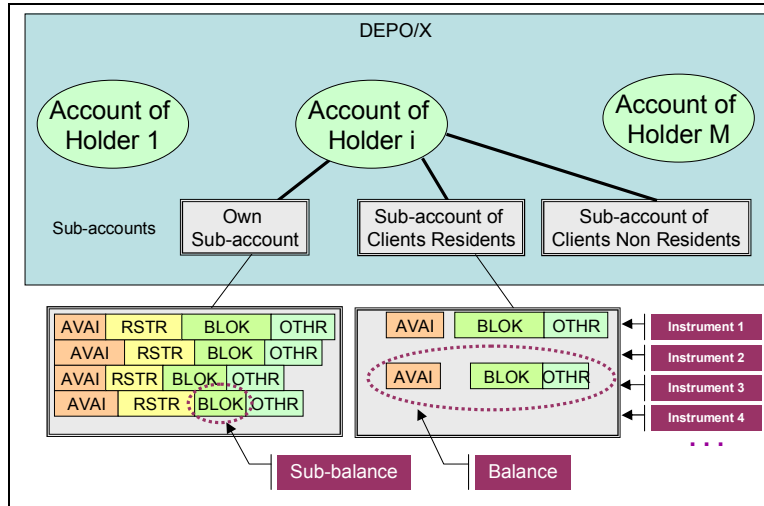 DEPO/X
Account of
Holder 1
Account of
Holder i
Account of
Holder M
Sub-accounts
Own
Sub-account
Sub-account of
Clients Residents
Sub-account of
Clients Non Residents
AVAI RSTR BLOK OTHR
AVAI RSTR BLOK OTHR
AVAI RSTR BLOK OTHR
AVAI RSTR BLOK OTHR
AVAI BLOK OTHR
AVAI BLOK OTHR
Instrument 1
Instrument 2
Instrument 3
Instrument 4
. . .
Sub-balance
Balance